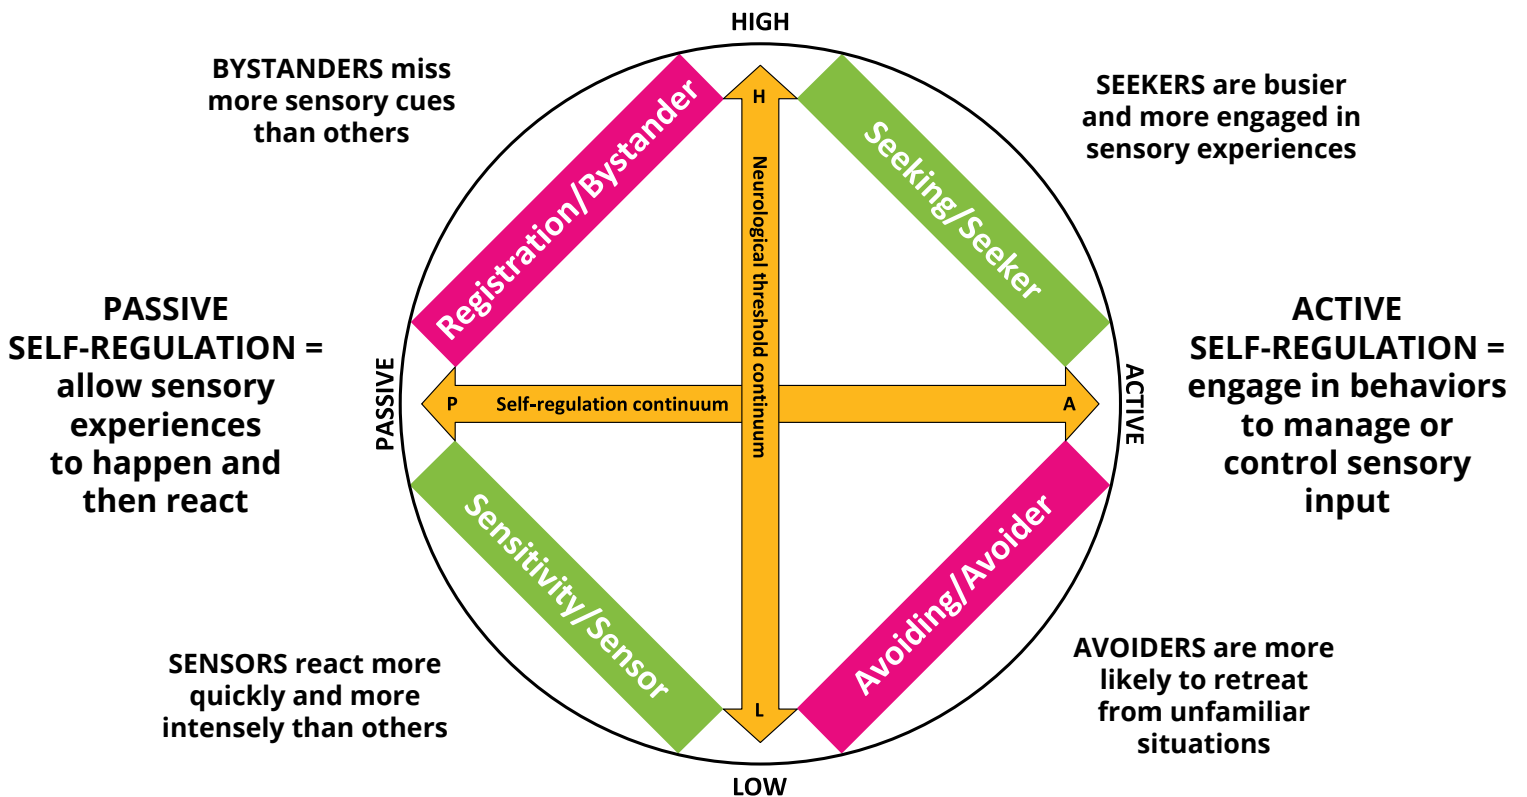 HIGH
BYSTANDERS miss
more sensory cues
than others
SEEKERS are busier
and more engaged in
sensory experiences
H
Registration/Bystander
Seeking/Seeker
Neurological threshold continuum
PASSIVE
SELF-REGULATION =
allow sensory
experiences
to happen and
then react
PASSIVE
P
Self-regulation continuum
A
ACTIVE
ACTIVE
SELF-REGULATION =
engage in behaviors
to manage or
control sensory
input
Sensitivity/Sensor
Avoiding/Avoider
L
SENSORS react more
quickly and more
intensely than others
AVOIDERS are more
likely to retreat
from unfamiliar
situations
LOW